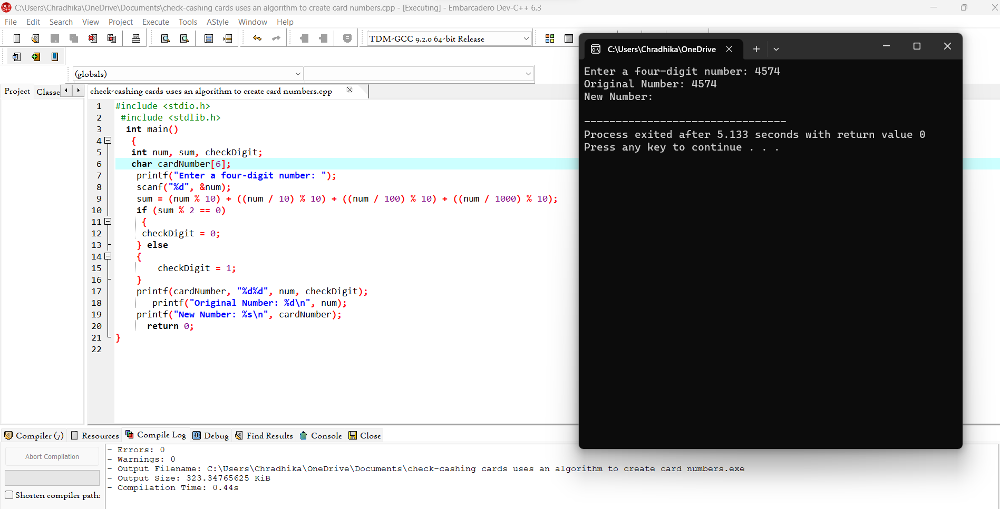 C:\Users\Chradhika\OneDrive\Documents\check-cashing cards uses an algorithm to create card numbers.cpp - [Executing] - Embarcadero Dev-C++ 6.3
File Edit Search View Project Execute Tools AStyle Window Help
TDM-GCC 9.2.0 64-bit Release
(globals)
Project Classe
check-cashing cards uses an algorithm to create card numbers.cpp
1 #include <stdio.h>
2 #include <stdlib.h>
3 int main()
4 {
5 int num, sum, checkDigit;
6 char cardNumber[6];
7 printf("Enter a four-digit number: ");
8 scanf("%d", &num);
9 sum = (num % 10) + ((num / 10) % 10) + ((num / 100) % 10) + ((num / 1000) % 10);
10 if (sum % 2 == 0)
11 {
12 checkDigit = 0;
13 } else
14 {
15 checkDigit = 1;
16 }
17 printf(cardNumber, "%d%d", num, checkDigit);
18 printf("Original Number: %d\n", num);
19 printf("New Number: %s\n", cardNumber);
20 return 0;
21 }
22
C:\Users\Chradhika\OneDrive
Enter a four-digit number: 4574
Original Number: 4574
New Number:
--------------------------------
Process exited after 5.133 seconds with return value 0
Press any key to continue . . .
Compiler (7) Resources Compile Log Debug Find Results Console Close
Abort Compilation
Shorten compiler path
- Errors: 0
- Warnings: 0
- Output Filename: C:\Users\Chradhika\OneDrive\Documents\check-cashing cards uses an algorithm to create card numbers.exe
- Output Size: 323.34765625 KiB
- Compilation Time: 0.44s